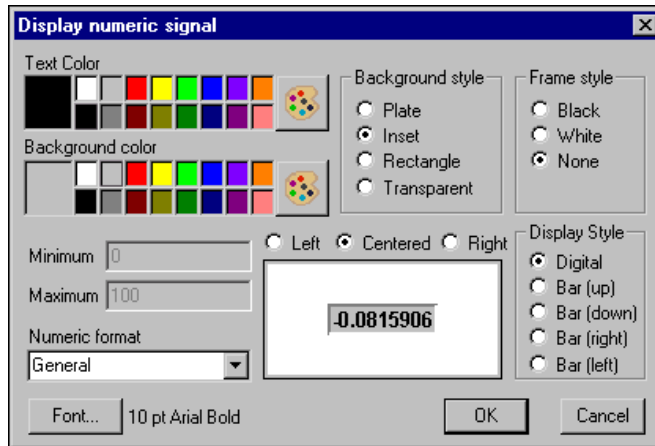 Display numeric signal
Text Color
Background color
Background style
Plate
Inset
Rectangle
Transparent
Frame style
Black
White
None
Minimum 0
Maximum 100
Numeric format
General
Left Centered Right
-0.0815906
Display Style
Digital
Bar (up)
Bar (down)
Bar (right)
Bar (left)
Font... 10 pt Arial Bold
OK
Cancel